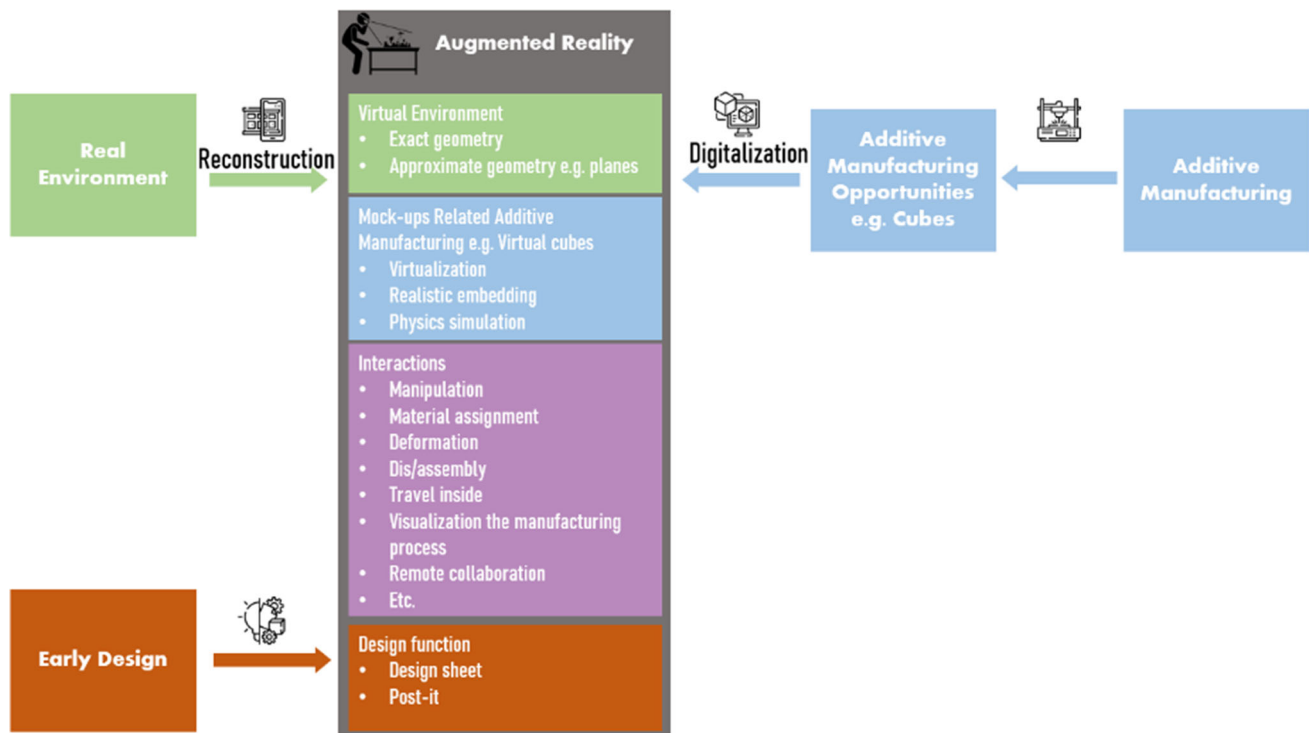 Augmented Reality
Real
Environment
Reconstruction
Virtual Environment
• Exact geometry
• Approximate geometry e.g. planes
Mock-ups Related Additive
Manufacturing e.g. Virtual cubes
• Virtualization
• Realistic embedding
• Physics simulation
Interactions
• Manipulation
• Material assignment
• Deformation
• Dis/assembly
• Travel inside
• Visualization the manufacturing
process
• Remote collaboration
• Etc.
Design function
• Design sheet
• Post-it
Digitalization
Additive
Manufacturing
Opportunities
e.g. Cubes
Additive
Manufacturing
Early Design